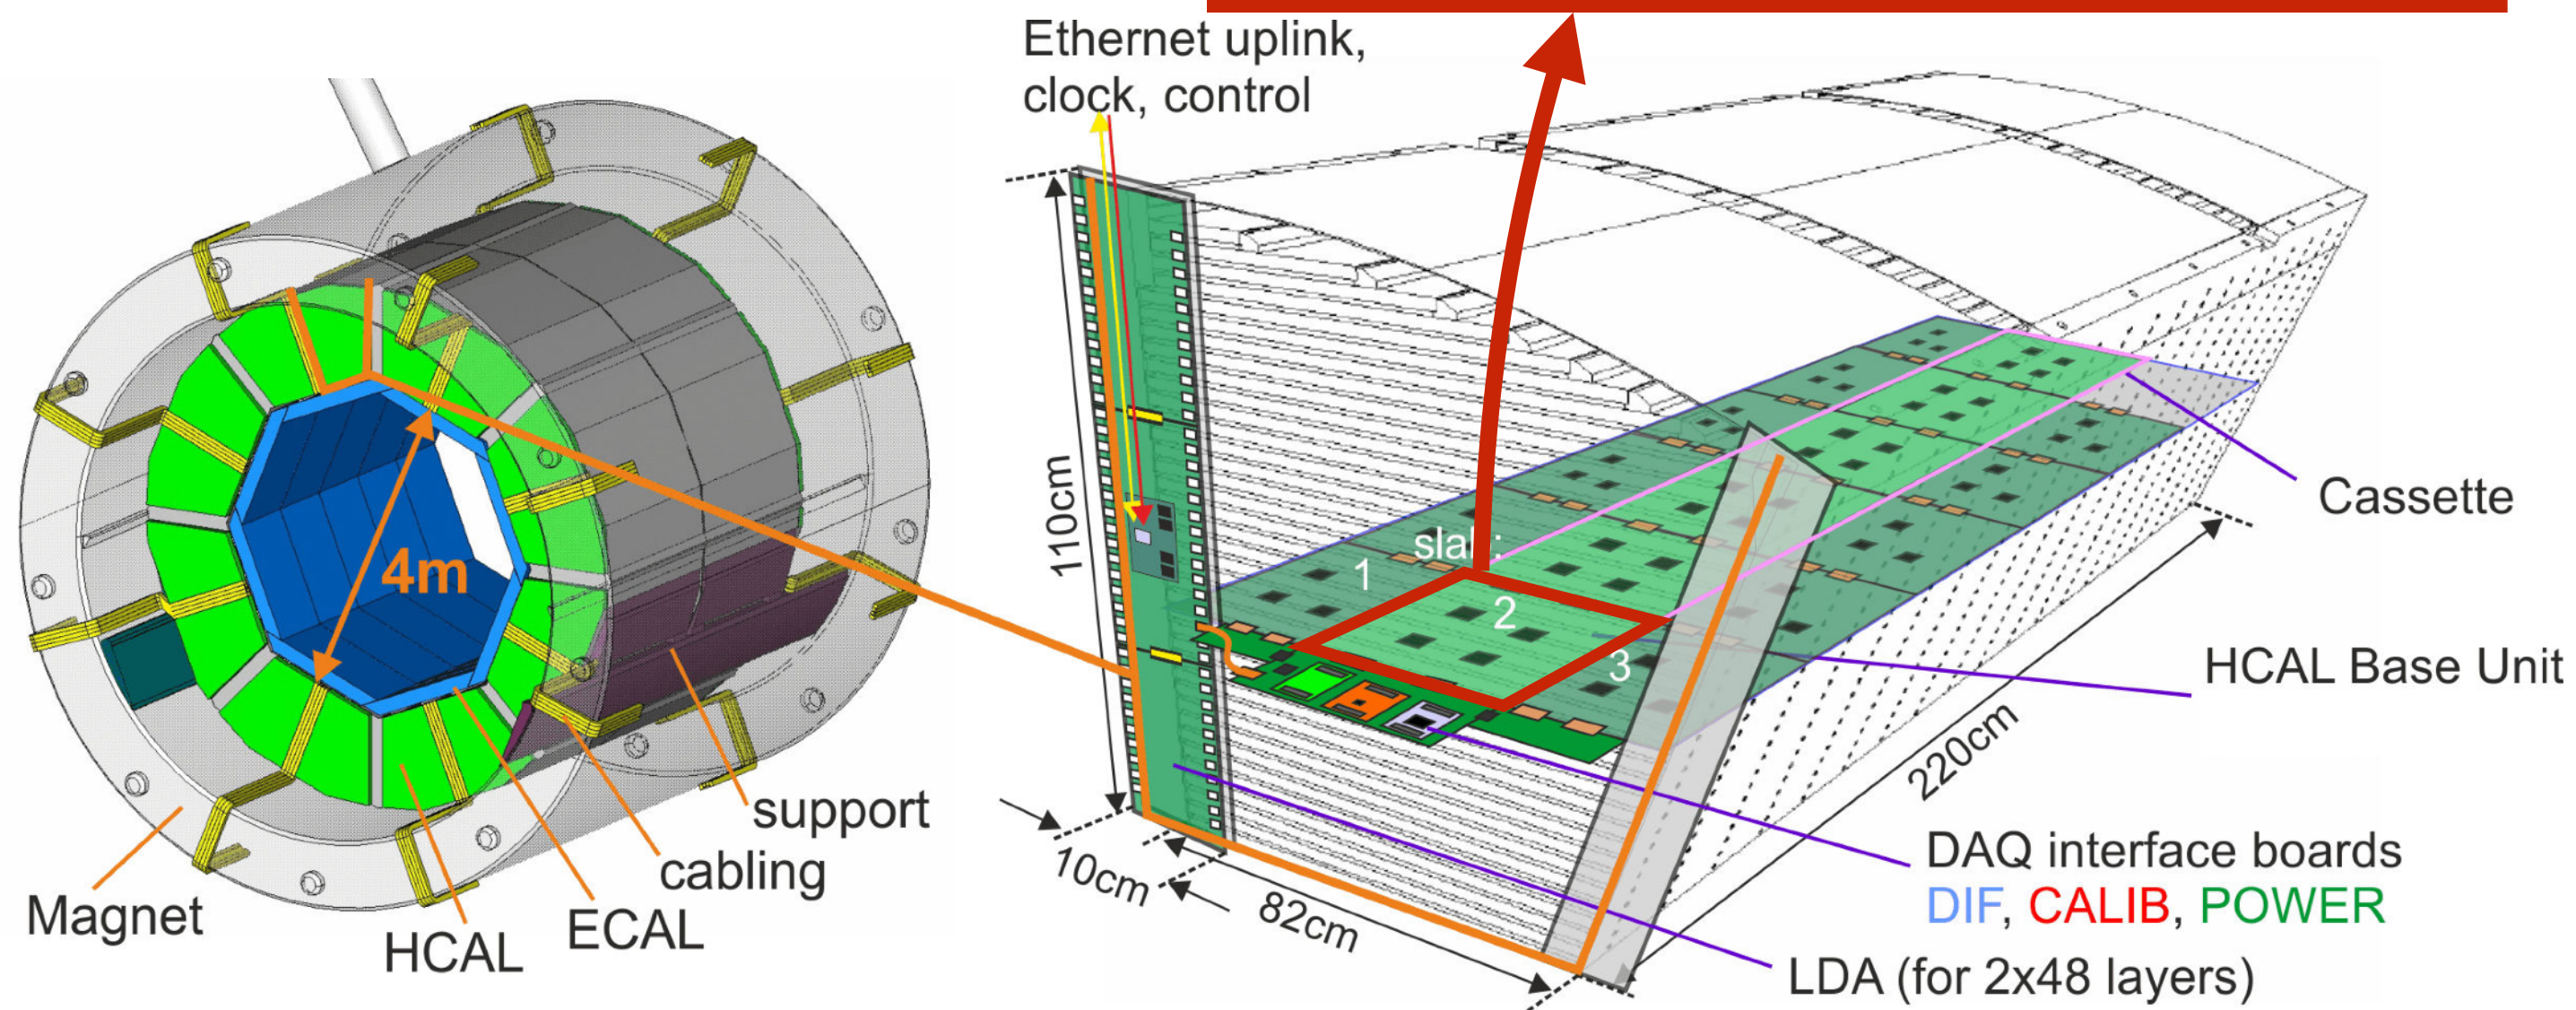 Ethernet uplink,
clock, control
110cm
4m
slab:
1
2
3
Cassette
HCAL Base Unit
220cm
DAQ interface boards
DIF, CALIB, POWER
LDA (for 2x48 layers)
10cm
82cm
support
cabling
ECAL
HCAL
Magnet